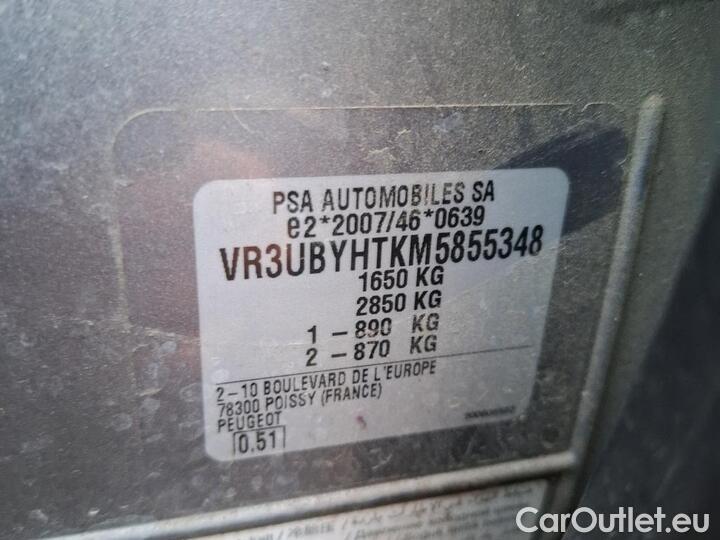 PSA AUTOMOBILES SA
e2*2007/46*0639
VR3UBYHTKM5855348
1650 KG
2850 KG
1 – 890 KG
2 – 870 KG
2–10 BOULEVARD DE L'EUROPE
78300 POISSY (FRANCE)
PEUGEOT
0.51
CarOutlet.eu